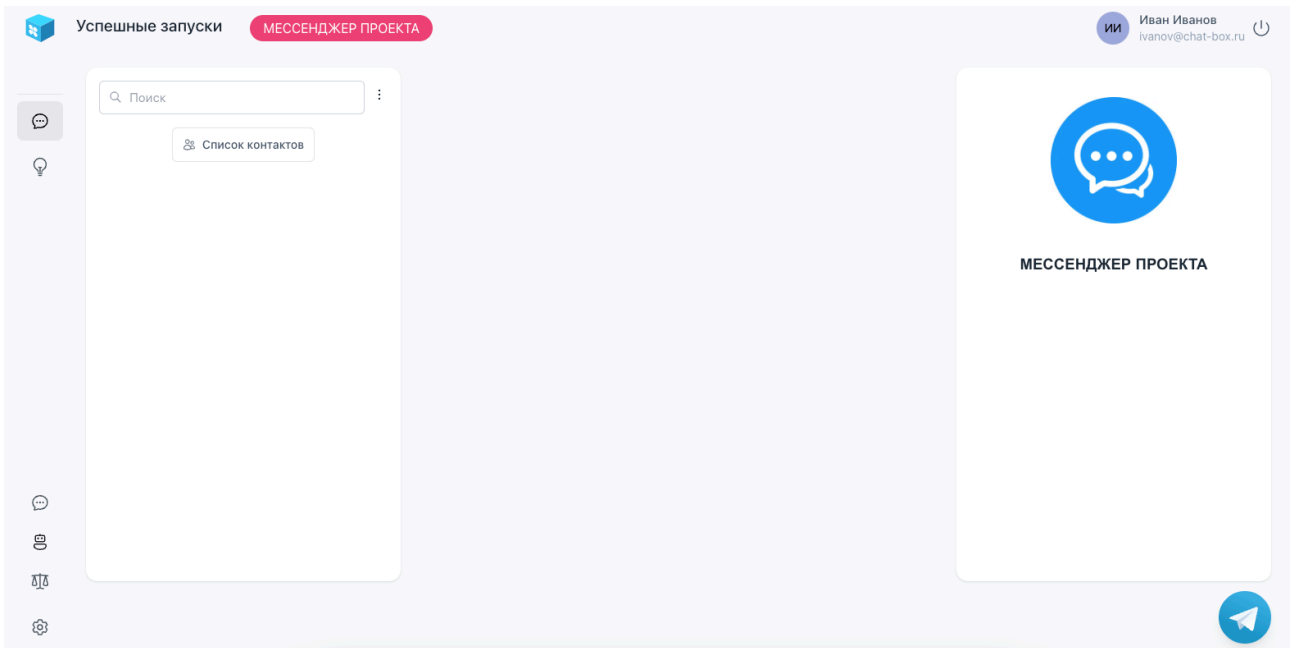 Успешные запуски
МЕССЕНДЖЕР ПРОЕКТА
ИИ
Иван Иванов
ivanov@chat-box.ru
Поиск
Список контактов
МЕССЕНДЖЕР ПРОЕКТА